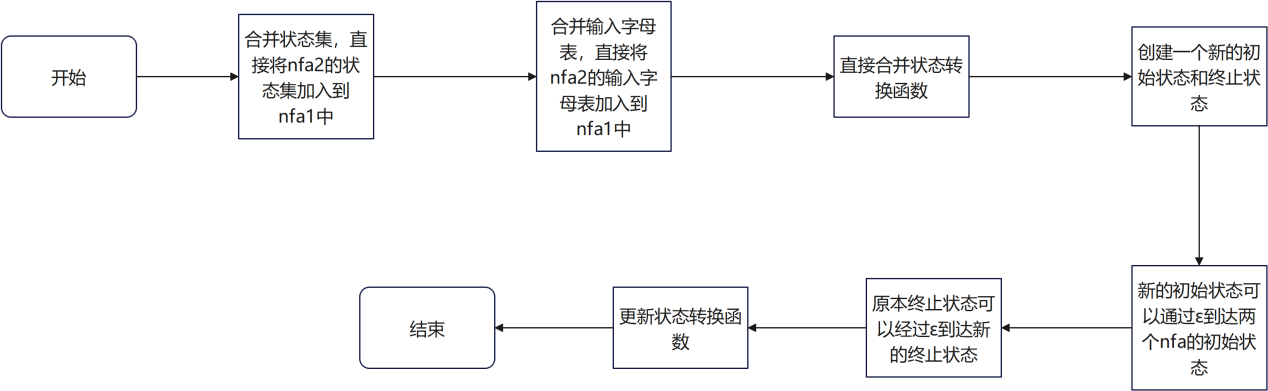 开始
合并状态集，直
接将nfa2的状
态集加入到
nfa1中
合并输入字母
表，直接将
nfa2的输入字
母表加入到
nfa1中
直接合并状态转
换函数
创建一个新的初
始状态和终止状
态
新的初始状态可
以通过ε到达两
个nfa的初始状
态
原本终止状态可
以经过ε到达新
的终止状态
更新状态转换函
数
结束